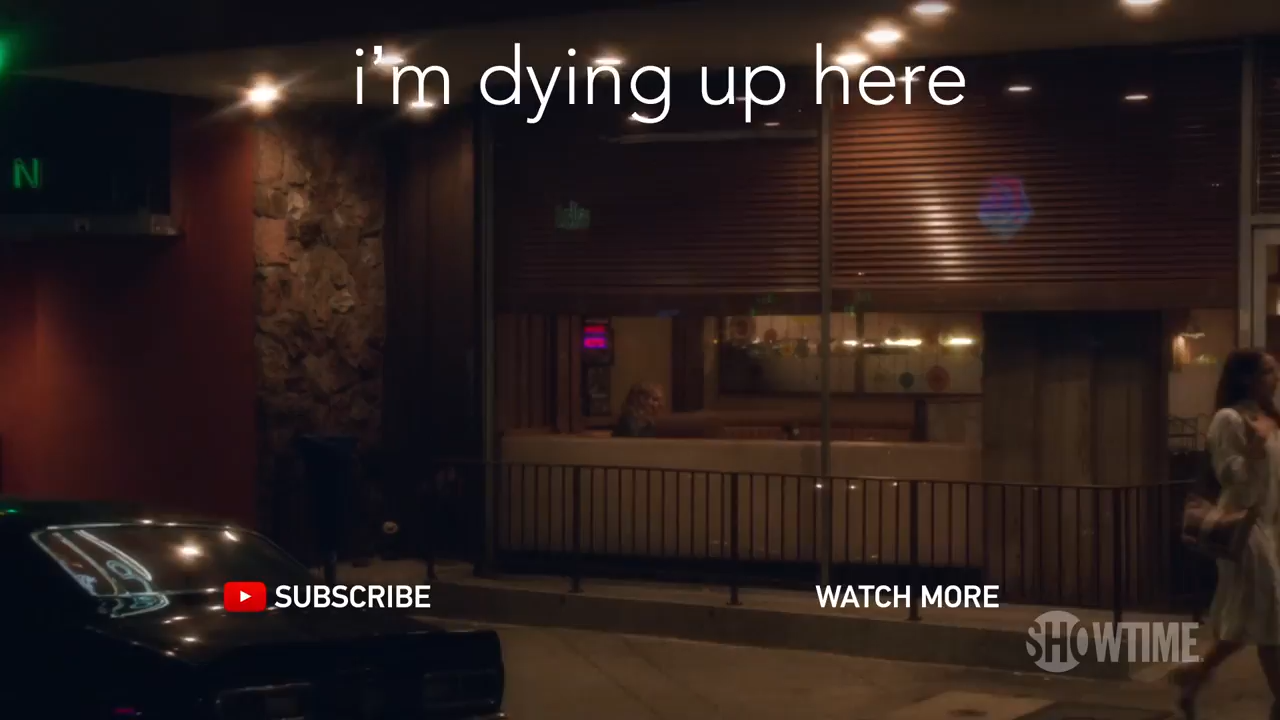 i'm dying up here
N
SUBSCRIBE
WATCH MORE
SHOWTIME